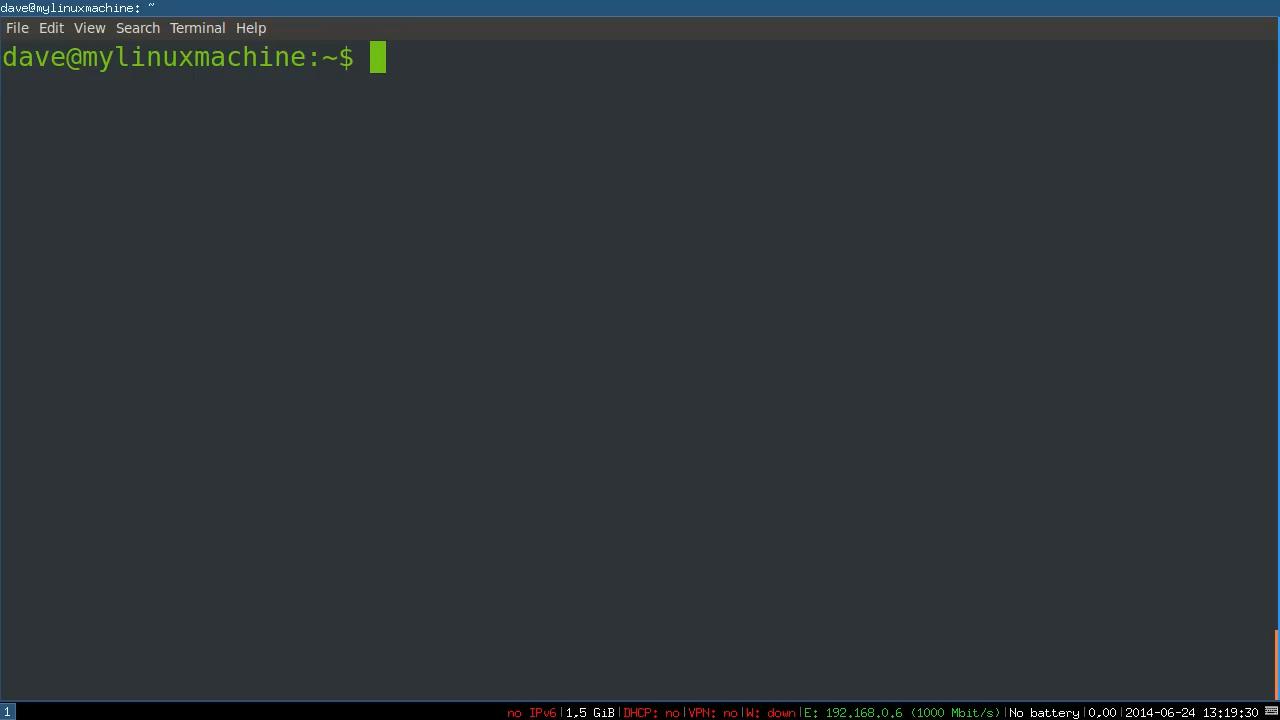 dave@mylinuxmachine: ~
File Edit View Search Terminal Help
dave@mylinuxmachine:~$
1 no IPv6|1,5 GiB|DHCP: no|VPN: no|W: down|E: 192.168.0.6 (1000 Mbit/s)|No battery|0.00|2014-06-24 13:19:30